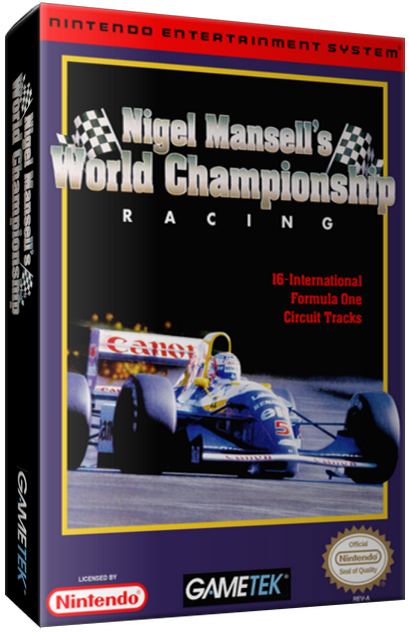 NINTENDO ENTERTAINMENT SYSTEM®
Nigel Mansell's
World Championship
RACING
16-International
Formula One
Circuit Tracks
Canon
5
Canon
LICENSED BY
Nintendo®
GAMETEK®
Official
Nintendo
Seal of Quality
REV-A
Nigel Mansell's
World Championship
GAMETEK